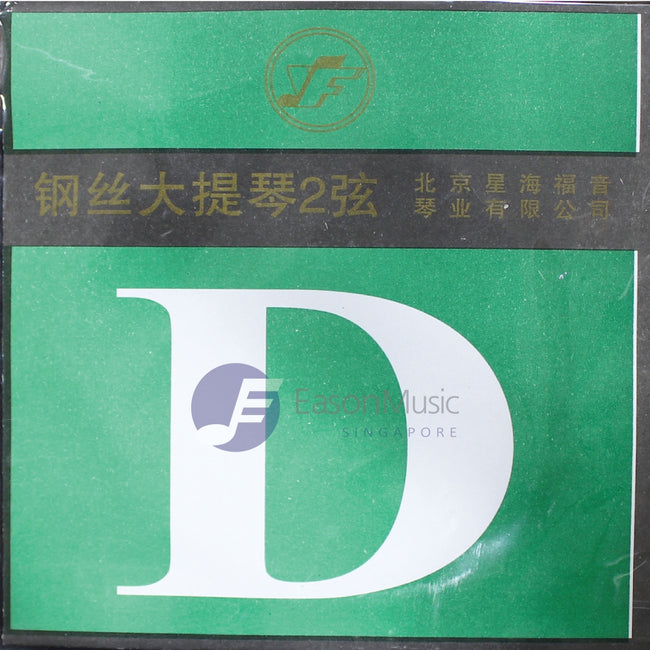 钢丝大提琴2弦
北京星海福音
琴业有限公司
D
EasonMusic
SINGAPORE